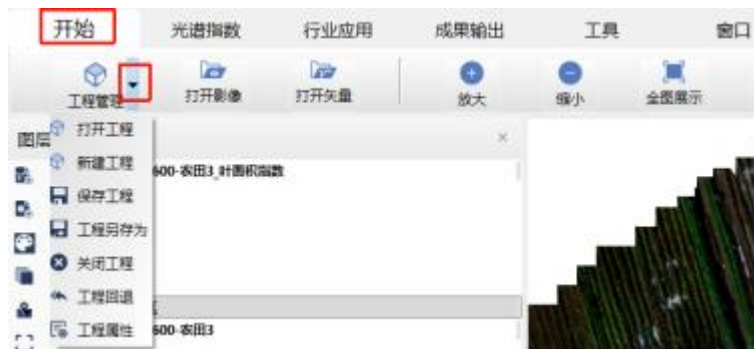 开始 光谱指数 行业应用 成果输出 工具 窗口
工程管理 打开影像 打开矢量 放大 缩小 全图展示
图层
打开工程
新建工程
600-农田3_叶面积指数
保存工程
工程另存为
关闭工程
工程回退
工程属性
600-农田3